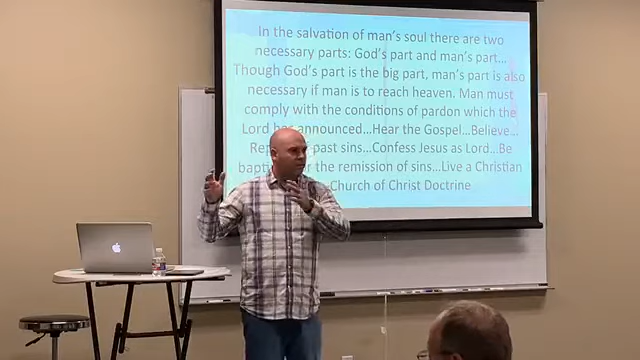 In the salvation of man's soul there are two
necessary parts: God's part and man's part...
Though God's part is the big part, man's part is also
necessary if man is to reach heaven. Man must
comply with the conditions of pardon which the
Lord has announced...Hear the Gospel...Believe...
past sins...Confess Jesus as Lord...Be
the remission of sins...Live a Christian
-Church of Christ Doctrine